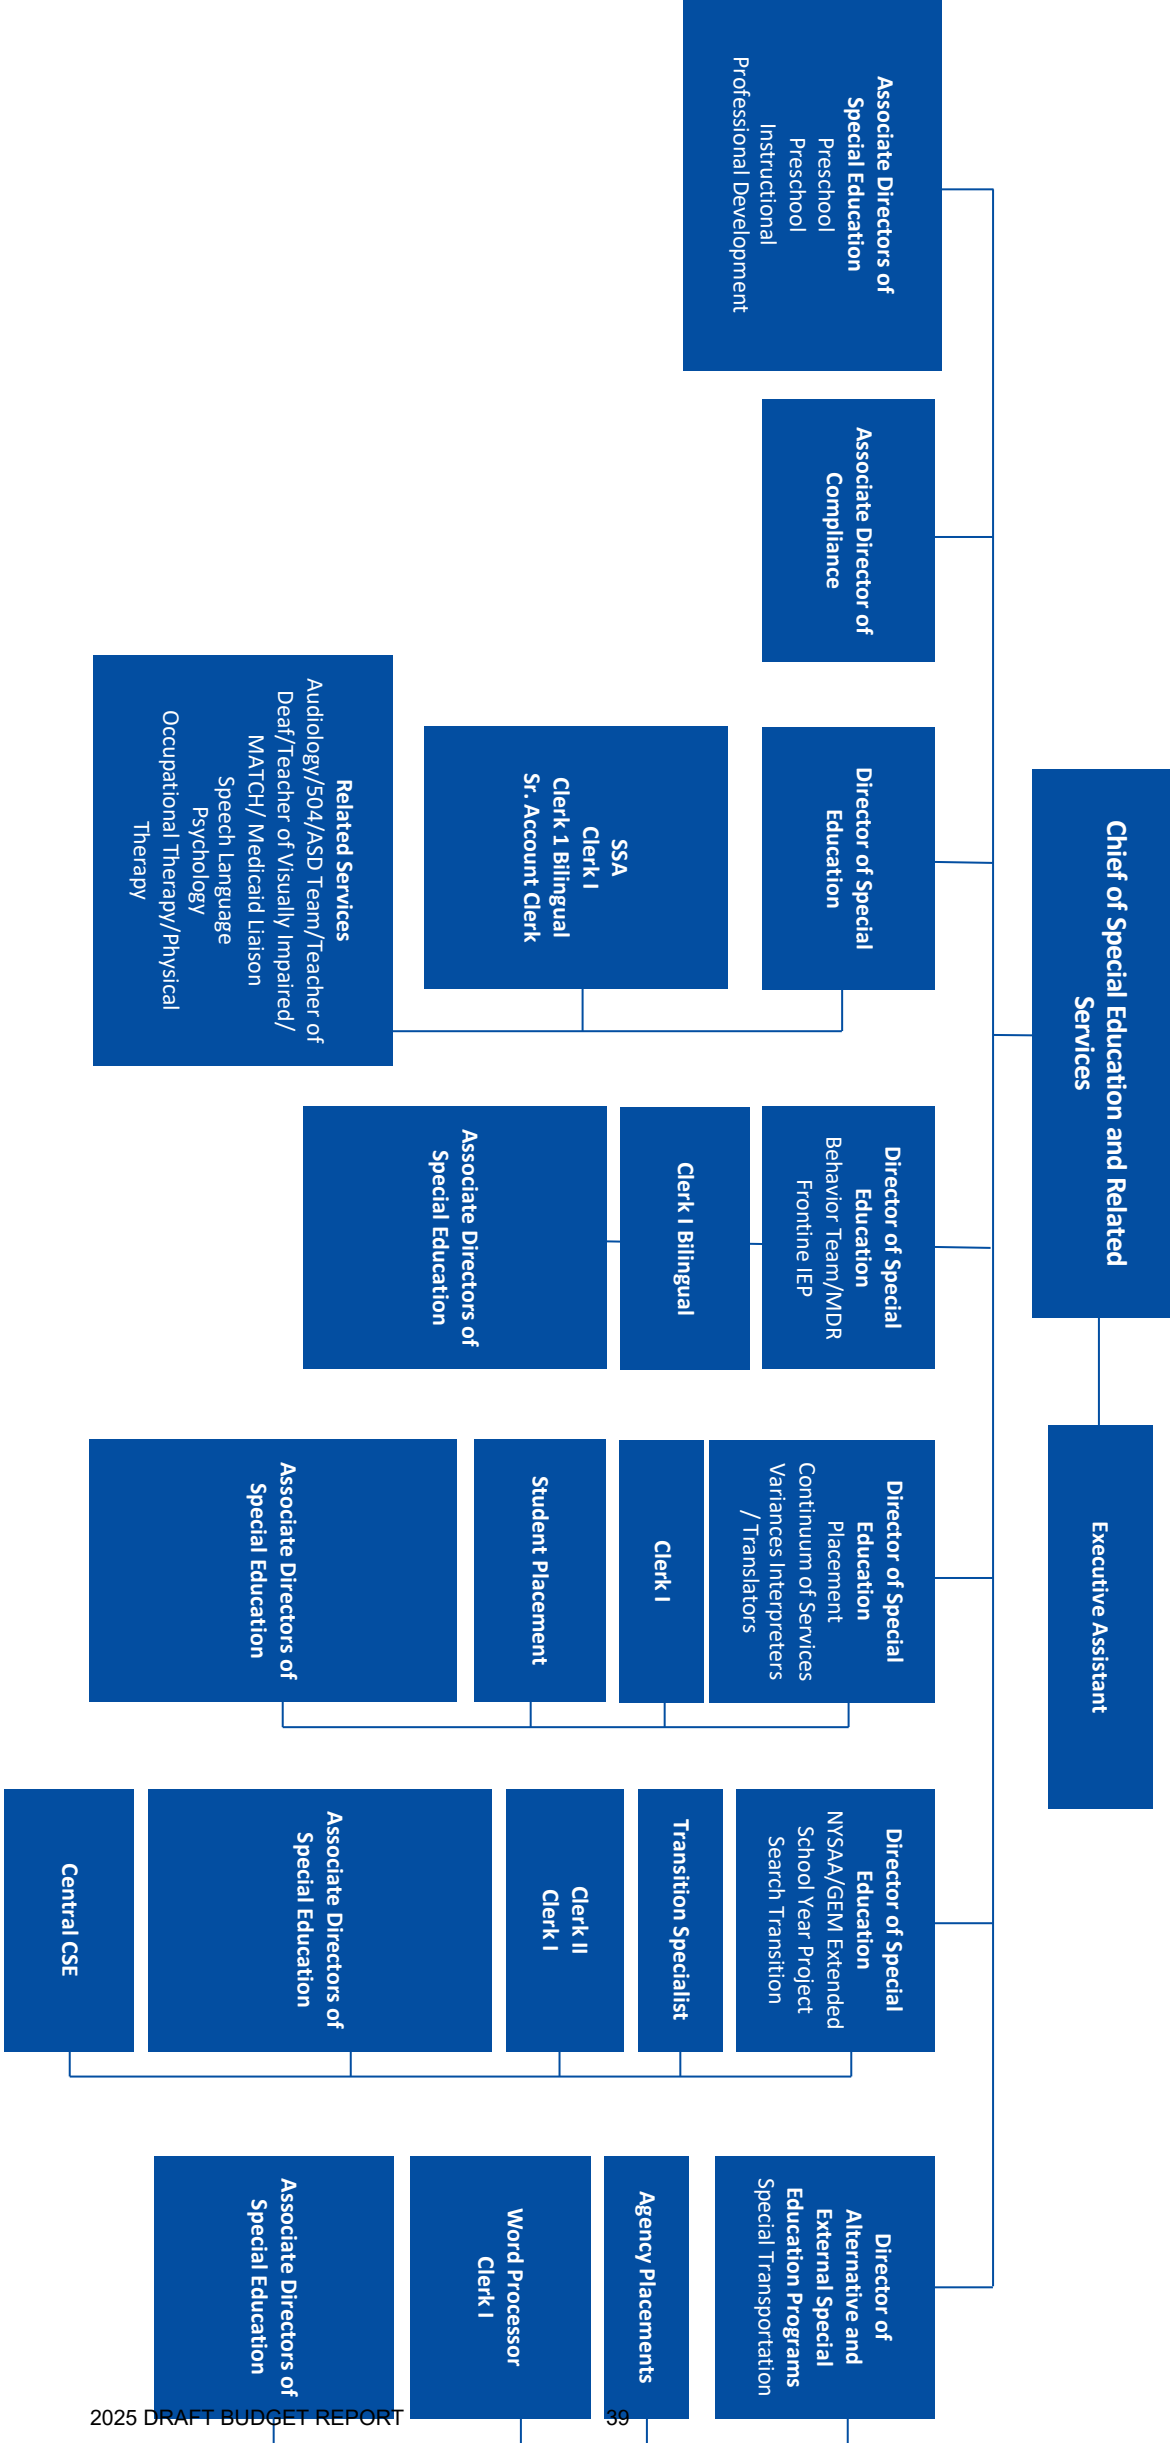 Chief of Special Education and Related
Services
Executive Assistant
Associate Directors of
Special Education
Preschool
Preschool
Instructional
Professional Development
Associate Director of
Compliance
Director of Special
Education
SSA
Clerk I
Clerk 1 Bilingual
Sr. Account Clerk
Related Services
Audiology/504/ASD Team/Teacher of
Deaf/Teacher of Visually Impaired/
MATCH/ Medicaid Liaison
Speech Language
Psychology
Occupational Therapy/Physical
Therapy
Director of Special
Education
Behavior Team/MDR
Frontine IEP
Clerk I Bilingual
Associate Directors of
Special Education
Director of Special
Education
Placement
Continuum of Services
Variances Interpreters
/ Translators
Clerk I
Student Placement
Associate Directors of
Special Education
Director of Special
Education
NYSAA/GEM Extended
School Year Project
Search Transition
Transition Specialist
Clerk II
Clerk I
Associate Directors of
Special Education
Central CSE
Director of
Alternative and
External Special
Education Programs
Special Transportation
Agency Placements
Word Processor
Clerk I
Associate Directors of
Special Education
2025 DRAFT BUDGET REPORT 39